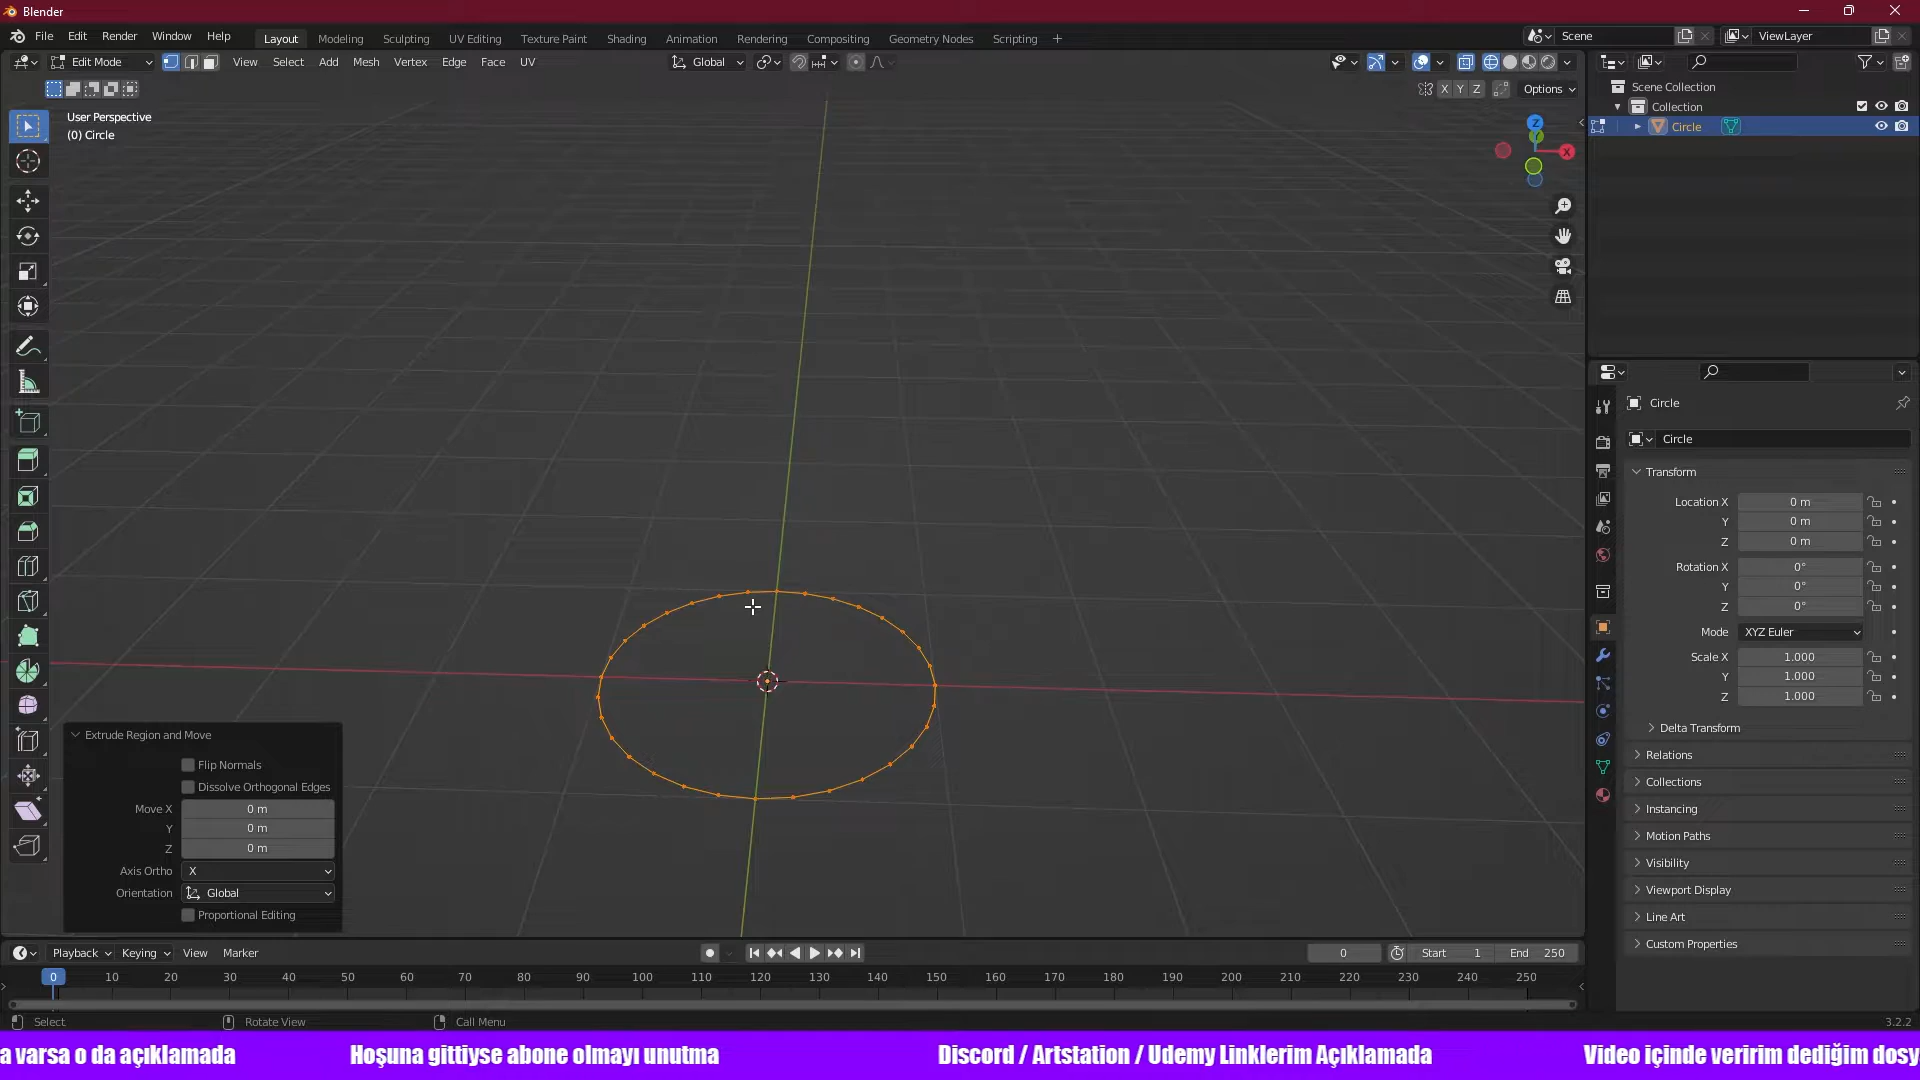 Blender
File Edit Render Window Help Layout Modeling Sculpting UV Editing Texture Paint Shading Animation Rendering Compositing Geometry Nodes Scripting + Scene ViewLayer
Edit Mode View Select Add Mesh Vertex Edge Face UV Global
X Y Z Options
User Perspective
(0) Circle
Z
Y
X
Scene Collection
Collection
Circle
Circle
Circle
Transform
Location X 0 m
Y 0 m
Z 0 m
Rotation X 0°
Y 0°
Z 0°
Mode XYZ Euler
Scale X 1.000
Y 1.000
Z 1.000
Delta Transform
Relations
Collections
Instancing
Motion Paths
Visibility
Viewport Display
Line Art
Custom Properties
Extrude Region and Move
Flip Normals
Dissolve Orthogonal Edges
Move X 0 m
Y 0 m
Z 0 m
Axis Ortho X
Orientation Global
Proportional Editing
Playback Keying View Marker 0 Start 1 End 250
0 10 20 30 40 50 60 70 80 90 100 110 120 130 140 150 160 170 180 190 200 210 220 230 240 250
Select Rotate View Call Menu 3.2.2
a varsa o da açıklamada Hoşuna gittiyse abone olmayı unutma Discord / Artstation / Udemy Linklerim Açıklamada Video içinde veririm dediğim dosy